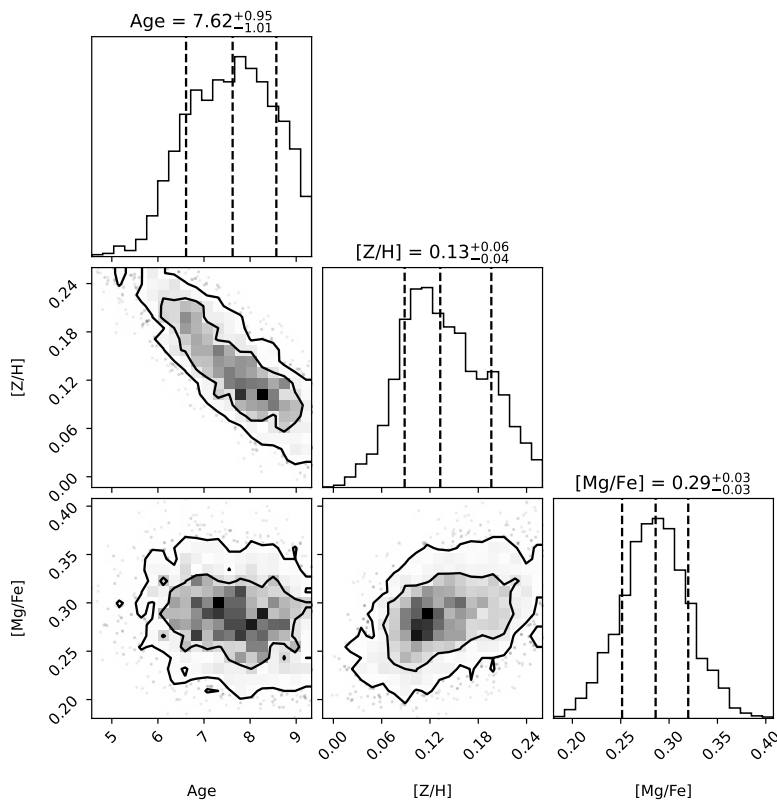 Age = 7.62+0.95−1.01
[Z/H] = 0.13+0.06−0.04
[Z/H]
0.24
0.18
0.12
0.06
0.00
[Mg/Fe] = 0.29+0.03−0.03
[Mg/Fe]
0.40
0.35
0.30
0.25
0.20
5 6 7 8 9
0.00 0.06 0.12 0.18 0.24
0.20 0.25 0.30 0.35 0.40
Age [Z/H] [Mg/Fe]